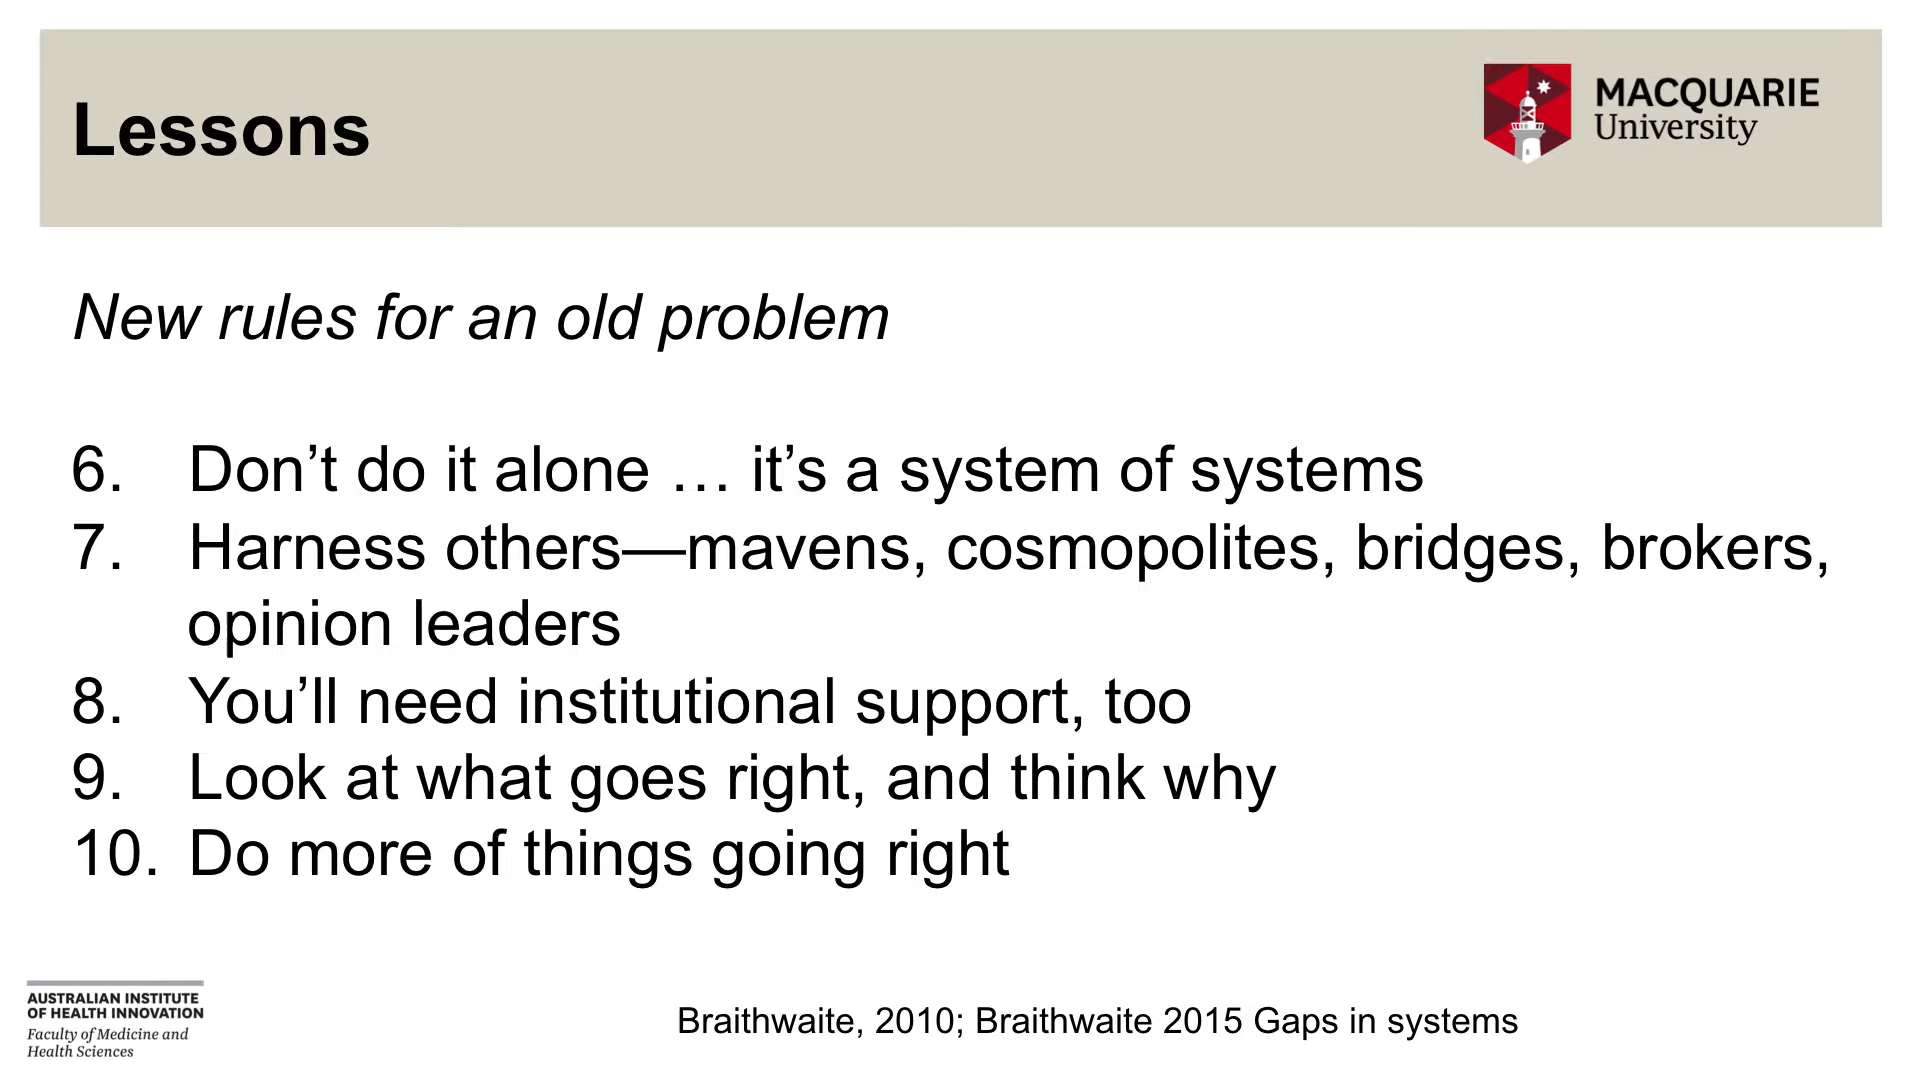 Lessons
MACQUARIE
University
New rules for an old problem
6. Don’t do it alone … it’s a system of systems
7. Harness others—mavens, cosmopolites, bridges, brokers,
opinion leaders
8. You’ll need institutional support, too
9. Look at what goes right, and think why
10. Do more of things going right
AUSTRALIAN INSTITUTE
OF HEALTH INNOVATION
Faculty of Medicine and
Health Sciences
Braithwaite, 2010; Braithwaite 2015 Gaps in systems